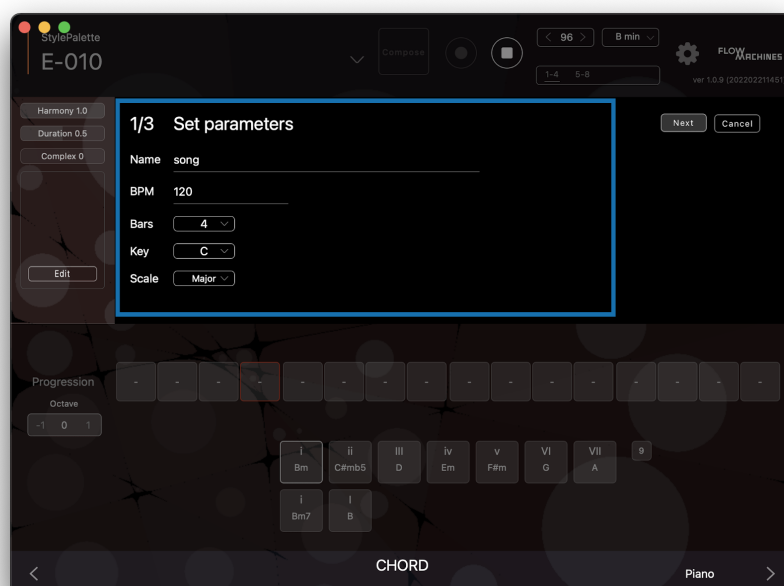 StylePalette
E-010
Compose
< 96 >
B min
1-4 5-8
FLOW MACHINES
ver 1.0.9 (202202211451)
Harmony 1.0
Duration 0.5
Complex 0
Edit
1/3 Set parameters
Next Cancel
Name song
BPM 120
Bars 4
Key C
Scale Major
Progression - - - - - - - - - - - - - - - -
Octave
-1 0 1
i ii III iv v VI VII 9
Bm C#mb5 D Em F#m G A
i I
Bm7 B
< CHORD Piano >